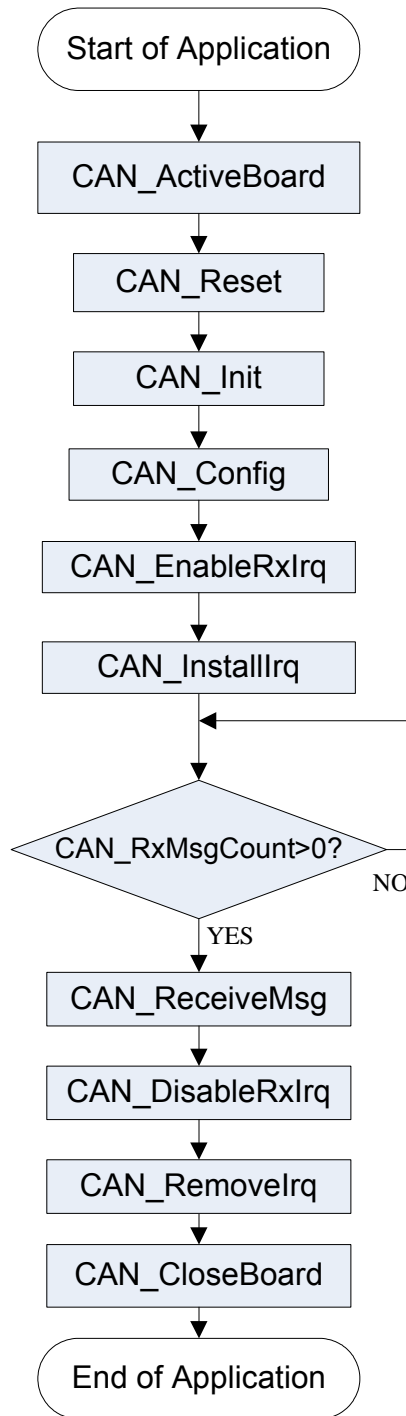 Start of Application
CAN_ActiveBoard
CAN_Reset
CAN_Init
CAN_Config
CAN_EnableRxIrq
CAN_InstallIrq
CAN_RxMsgCount>0?
NO
YES
CAN_ReceiveMsg
CAN_DisableRxIrq
CAN_RemoveIrq
CAN_CloseBoard
End of Application